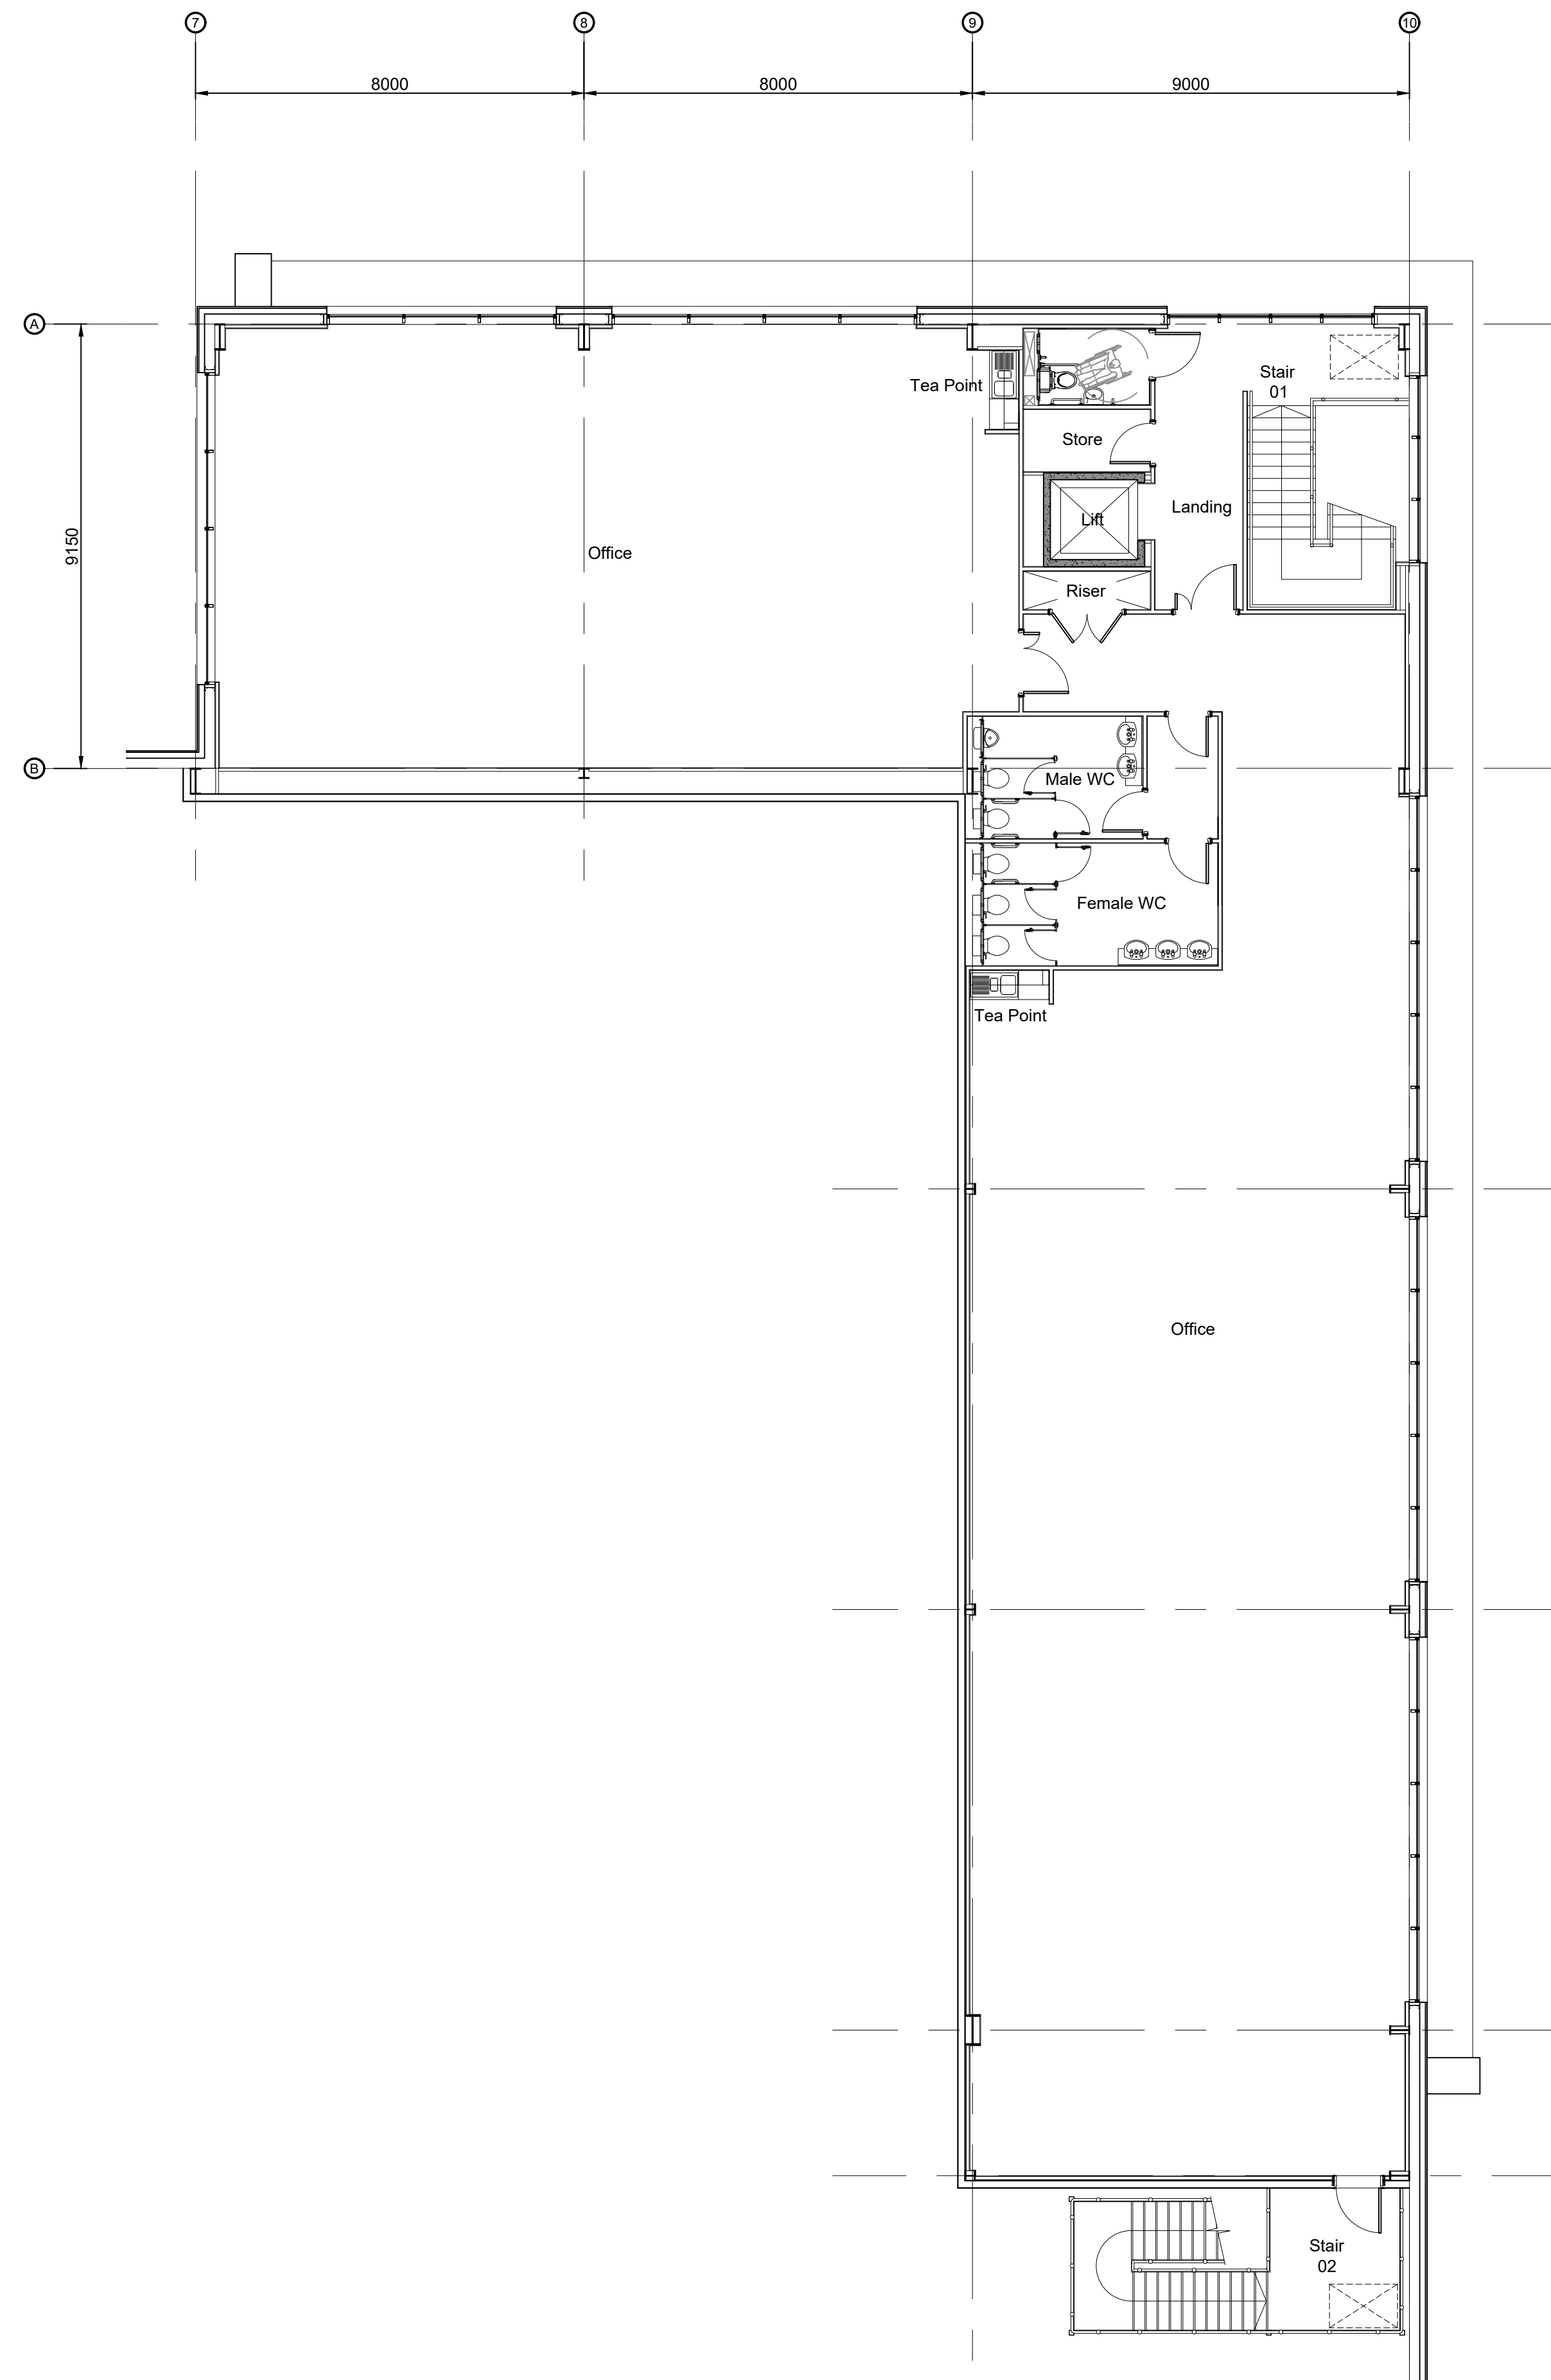 7
8
9
10
8000
8000
9000
A
9150
B
Tea Point
Stair
01
Store
Landing
Lift
Office
Riser
Male WC
Female WC
Tea Point
Office
Stair
02